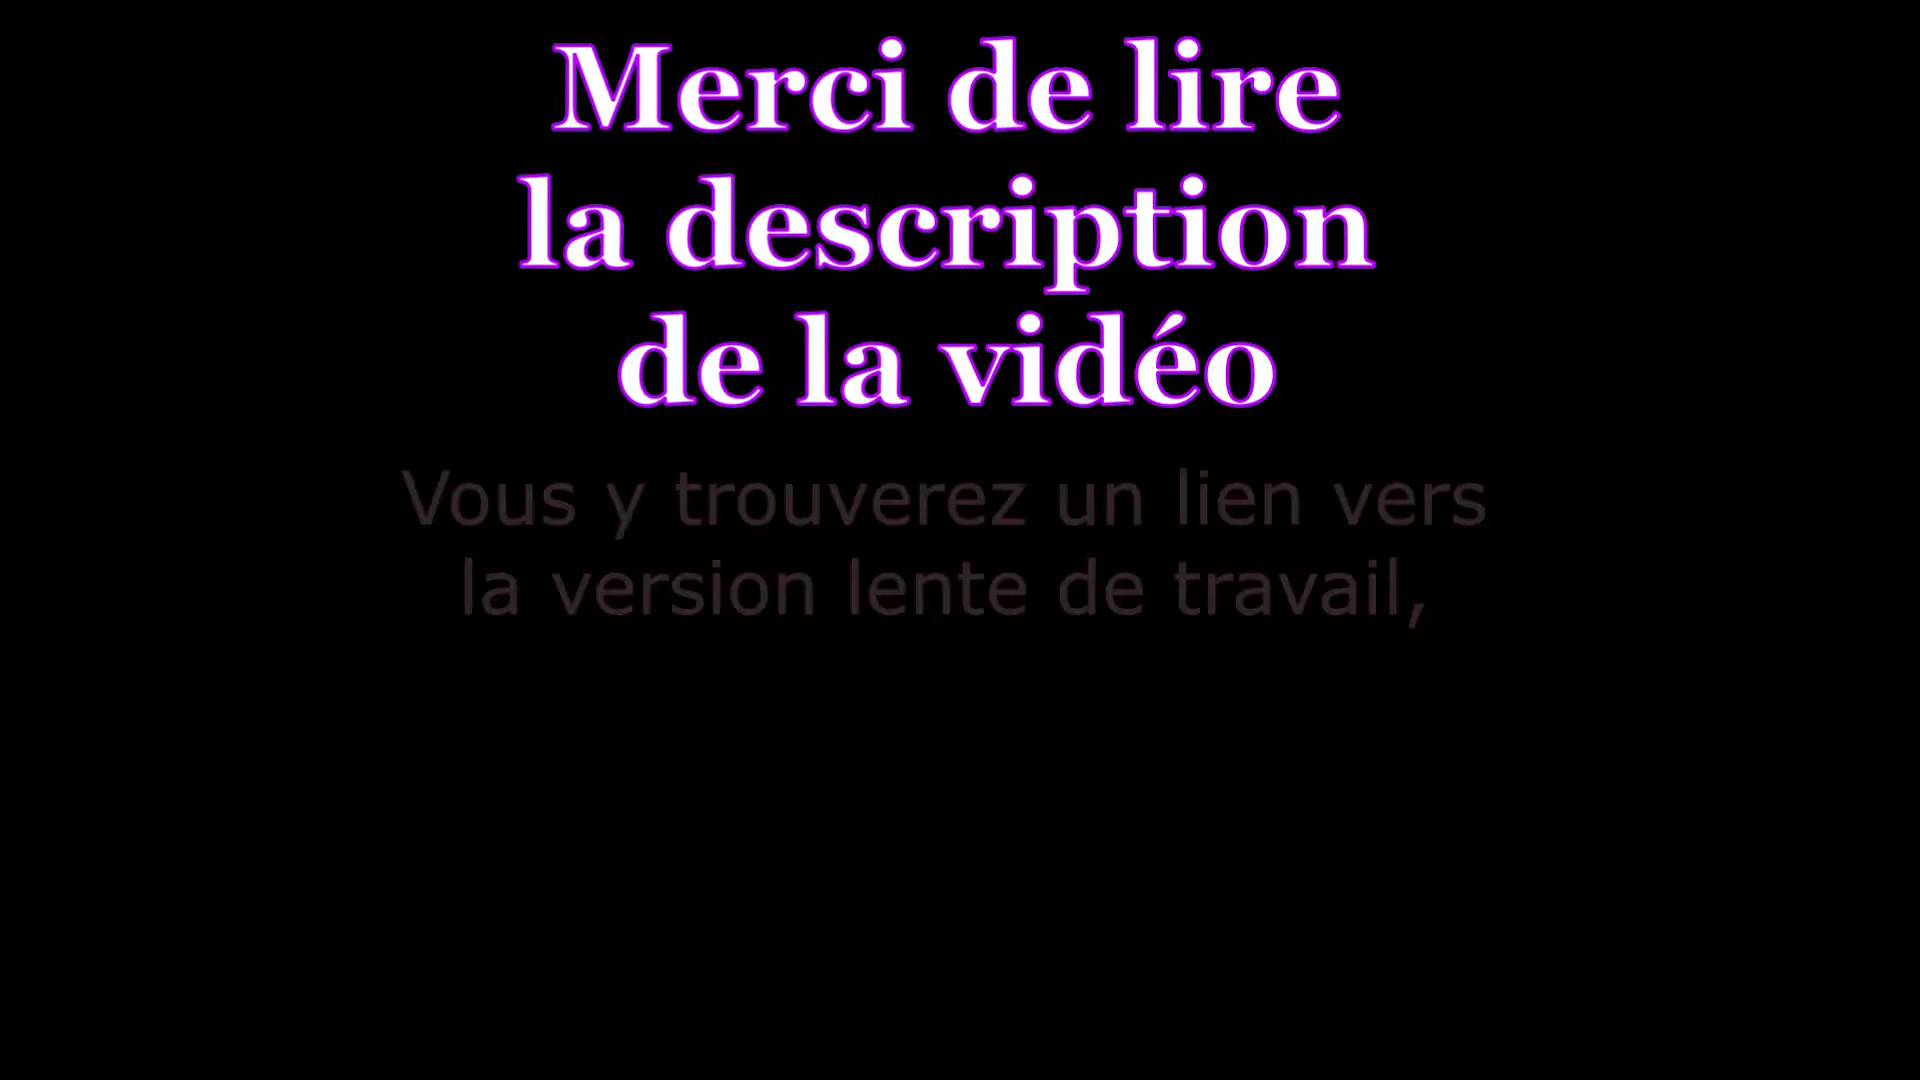 Merci de lire
la description
de la vidéo
Vous y trouverez un lien vers
la version lente de travail,